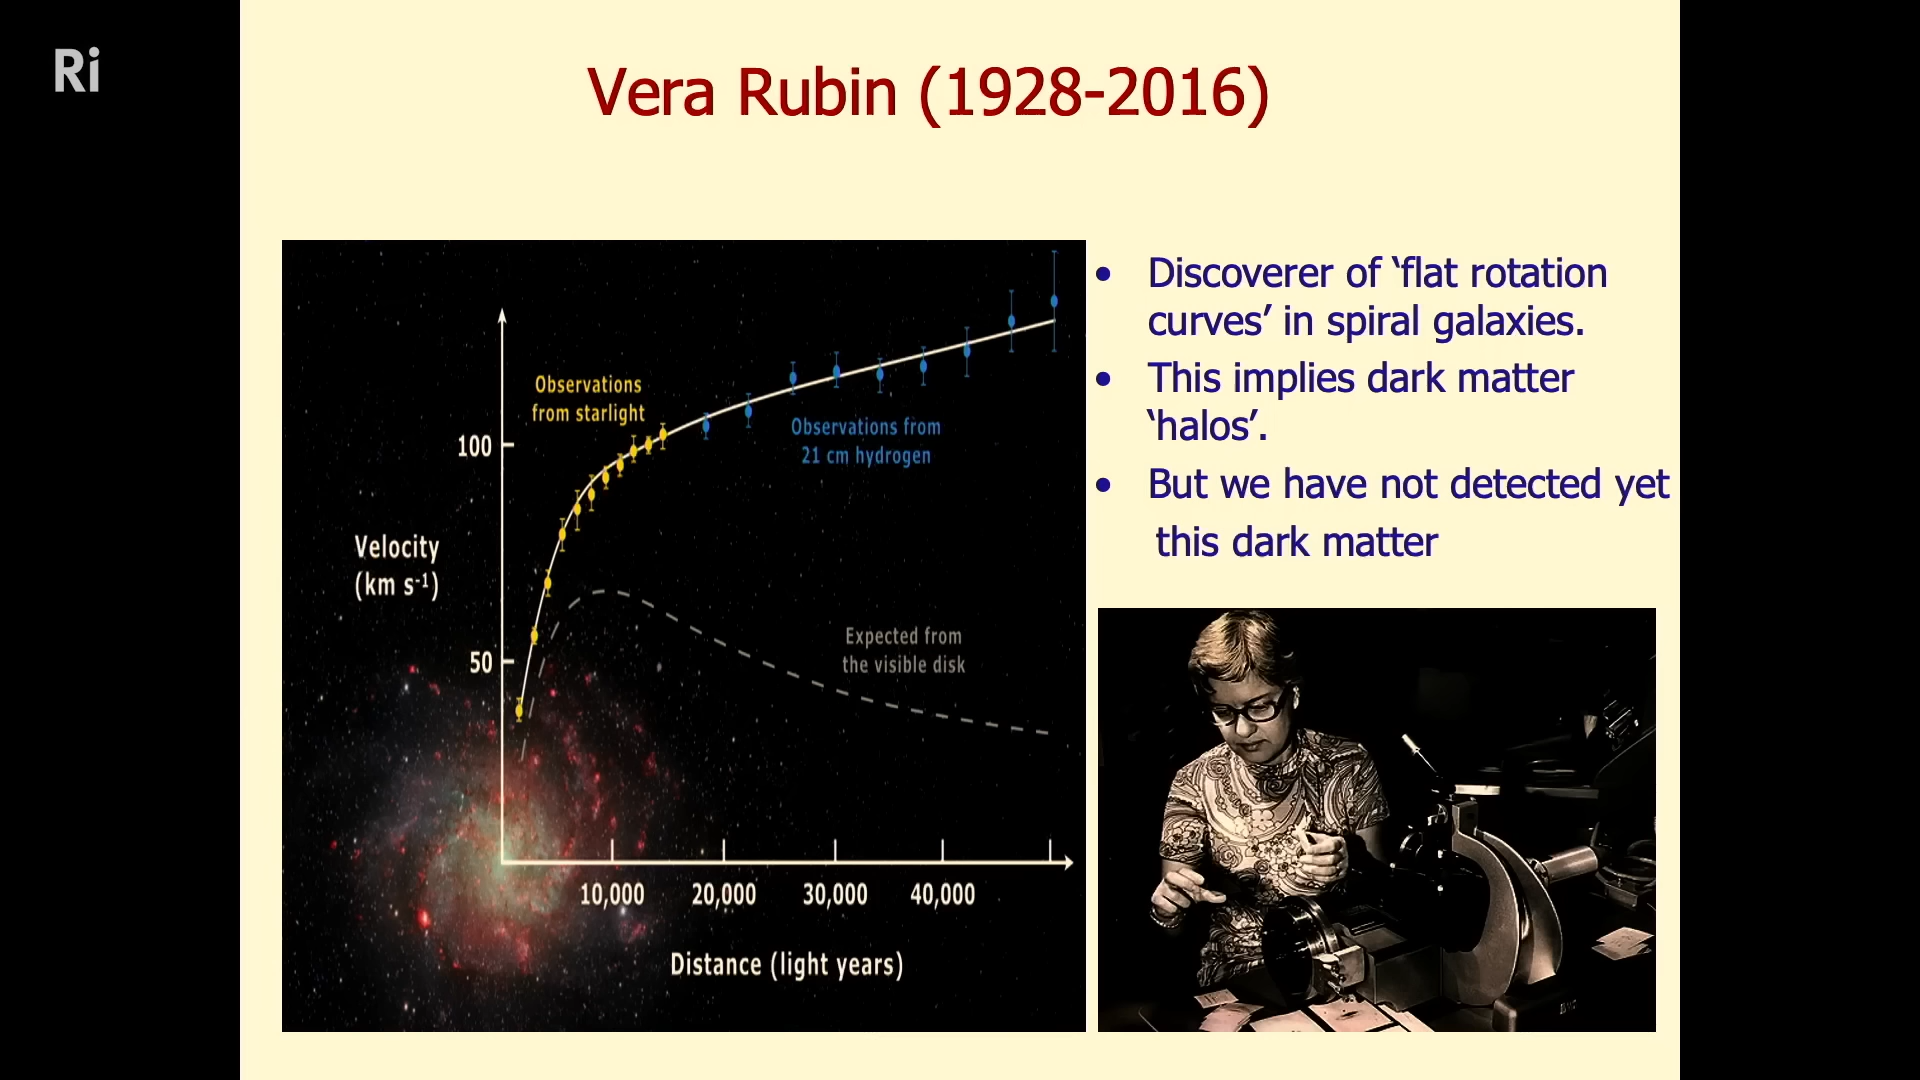 Ri
Vera Rubin (1928-2016)
Observations
from starlight
Observations from
21 cm hydrogen
100
Velocity
(km s⁻¹)
50
Expected from
the visible disk
10,000 20,000 30,000 40,000
Distance (light years)
• Discoverer of ‘flat rotation
curves’ in spiral galaxies.
• This implies dark matter
‘halos’.
• But we have not detected yet
this dark matter